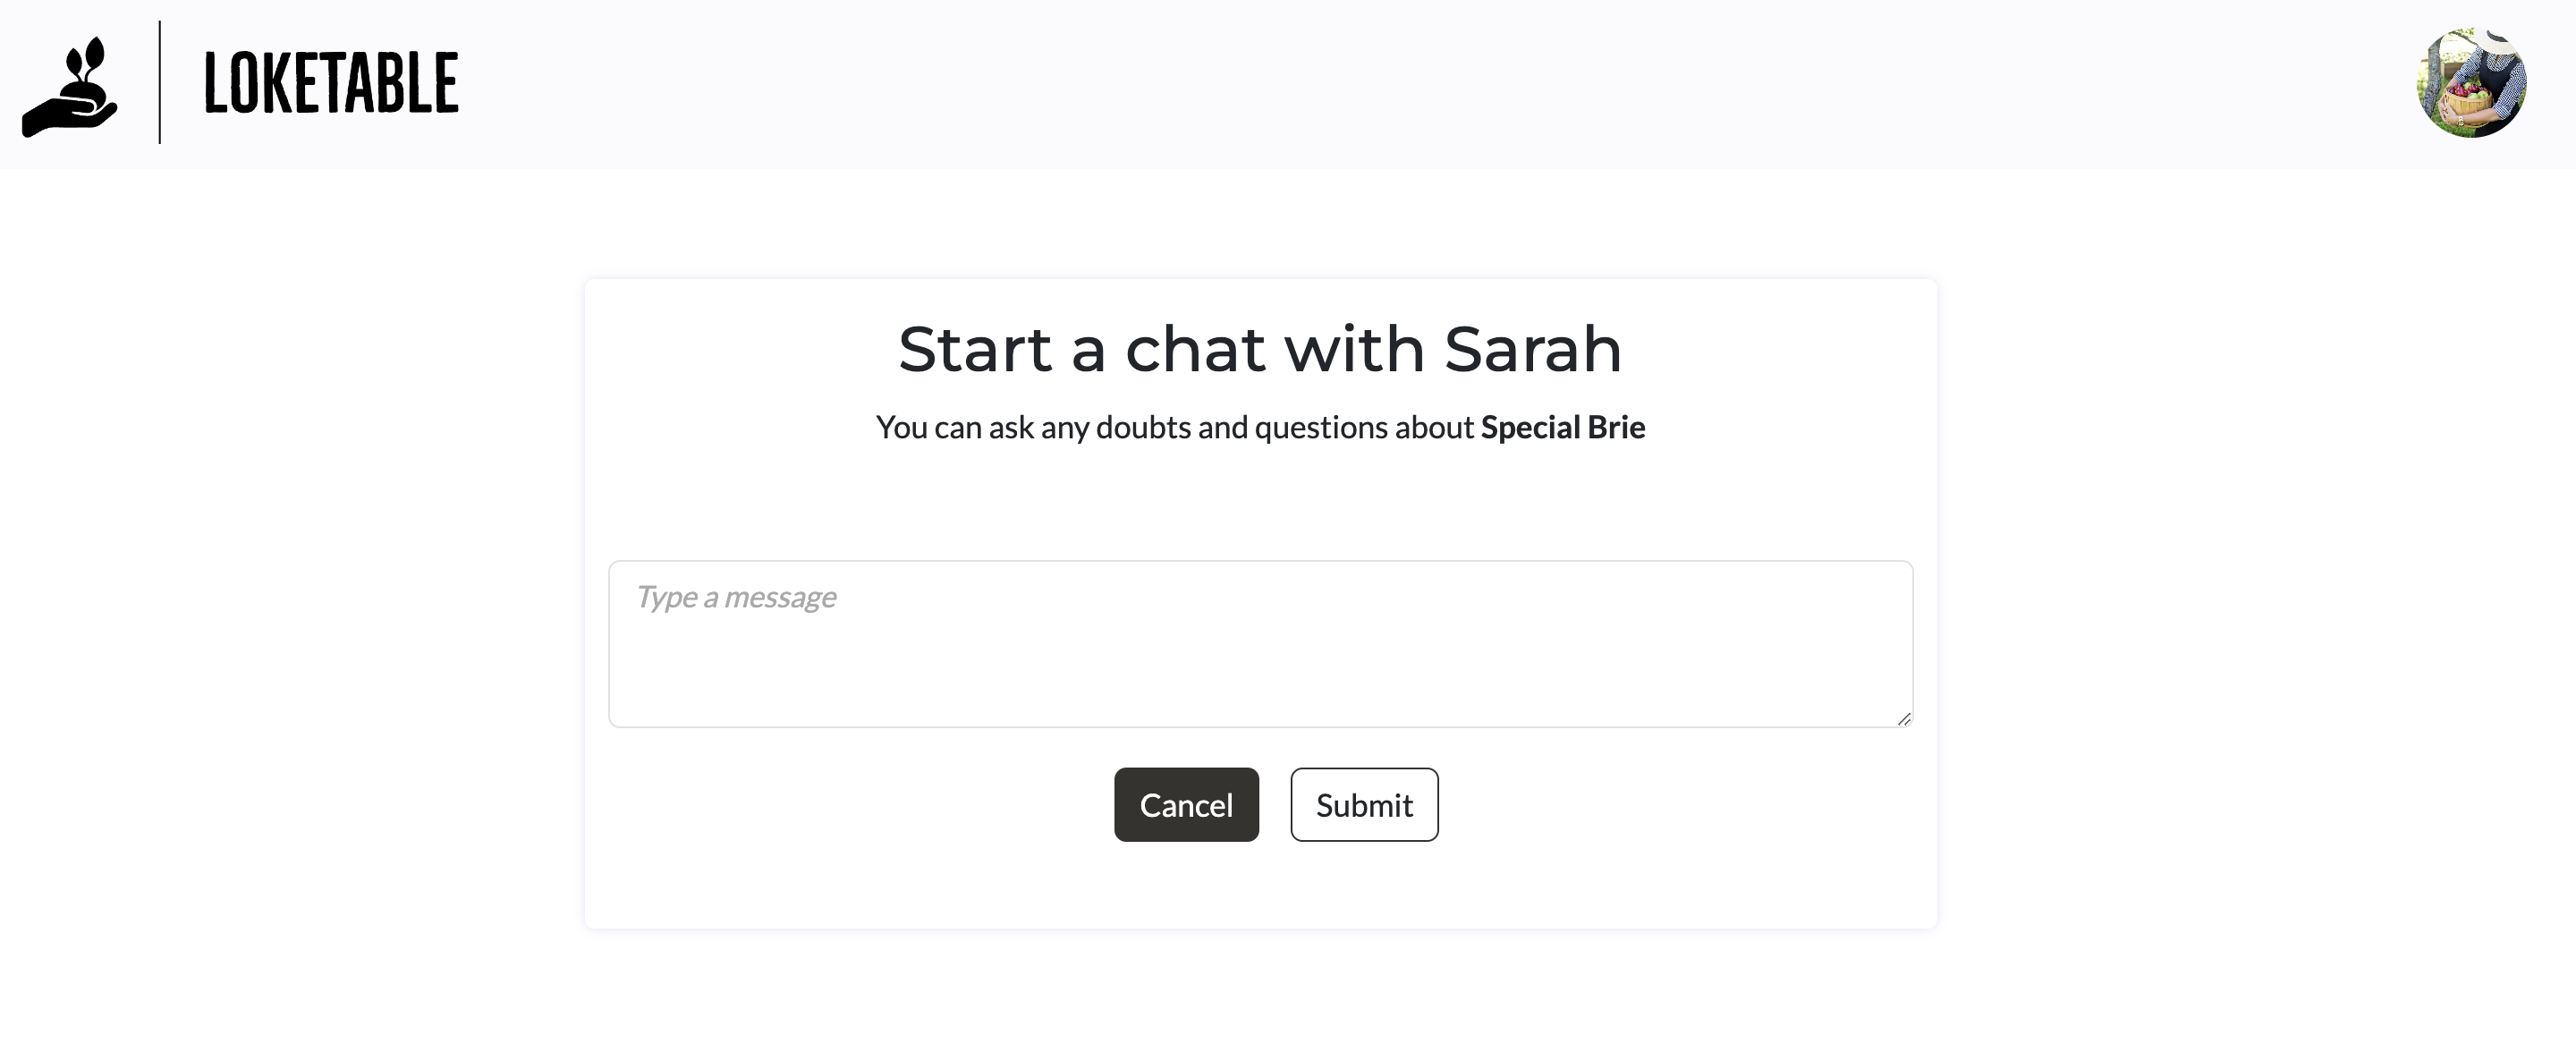 LOKETABLE
Start a chat with Sarah
You can ask any doubts and questions about Special Brie
Type a message
Cancel
Submit